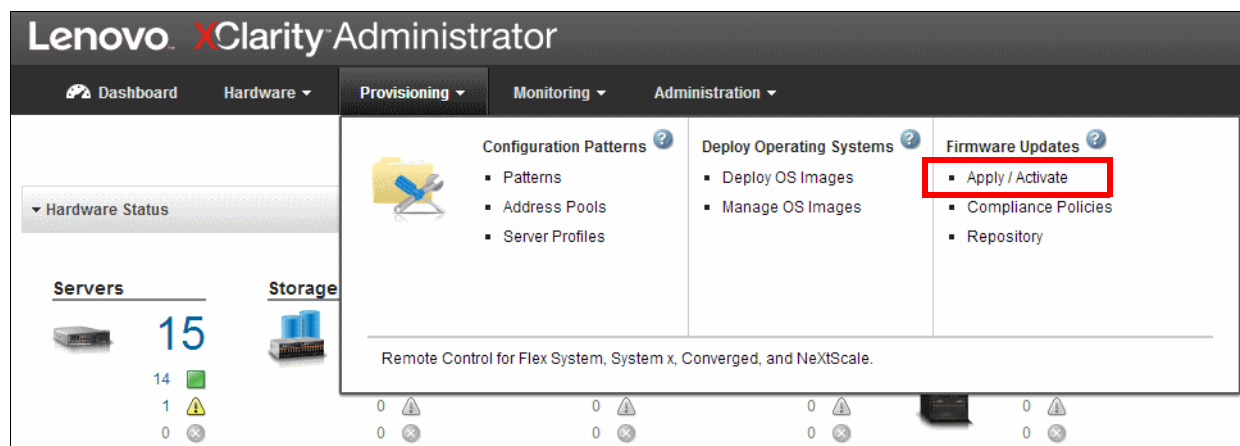 Lenovo. XClarity Administrator
Dashboard Hardware Provisioning Monitoring Administration
Configuration Patterns ?
Patterns
Address Pools
Server Profiles
Deploy Operating Systems ?
Deploy OS Images
Manage OS Images
Firmware Updates ?
Apply / Activate
Compliance Policies
Repository
Remote Control for Flex System, System x, Converged, and NeXtScale.
Hardware Status
Servers Storage
15
14
1 0 0 0 0
0 0 0 0 0